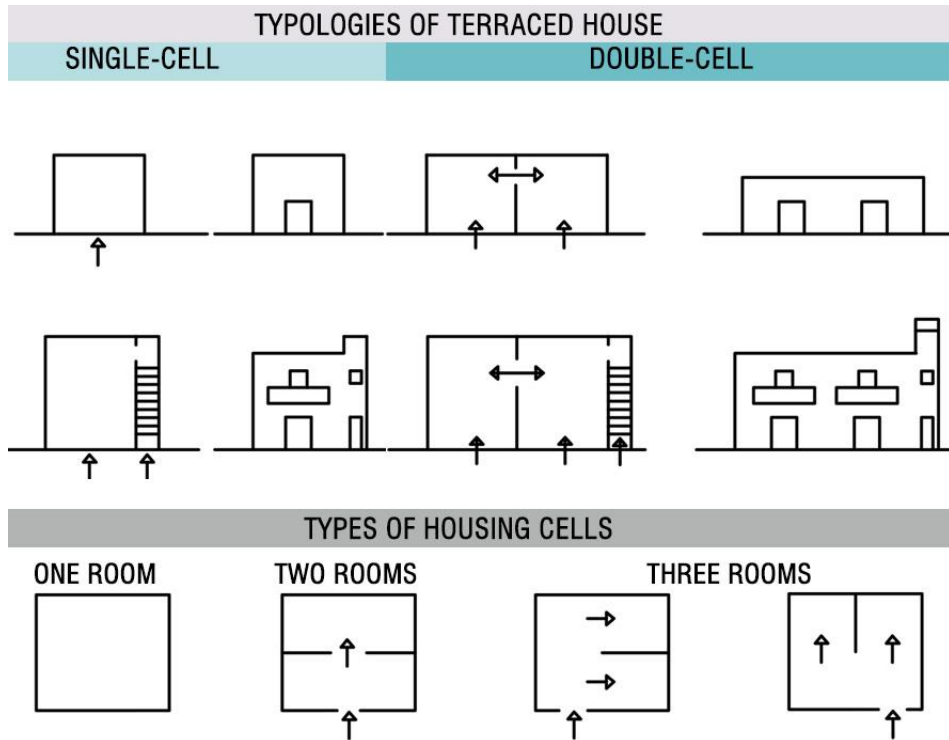 TYPOLOGIES OF TERRACED HOUSE
SINGLE-CELL
DOUBLE-CELL
TYPES OF HOUSING CELLS
ONE ROOM
TWO ROOMS
THREE ROOMS